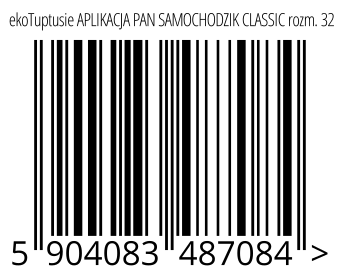 ekoTuptusie APLIKACJA PAN SAMOCHODZIK CLASSIC rozm. 32
5 904083 487084 >